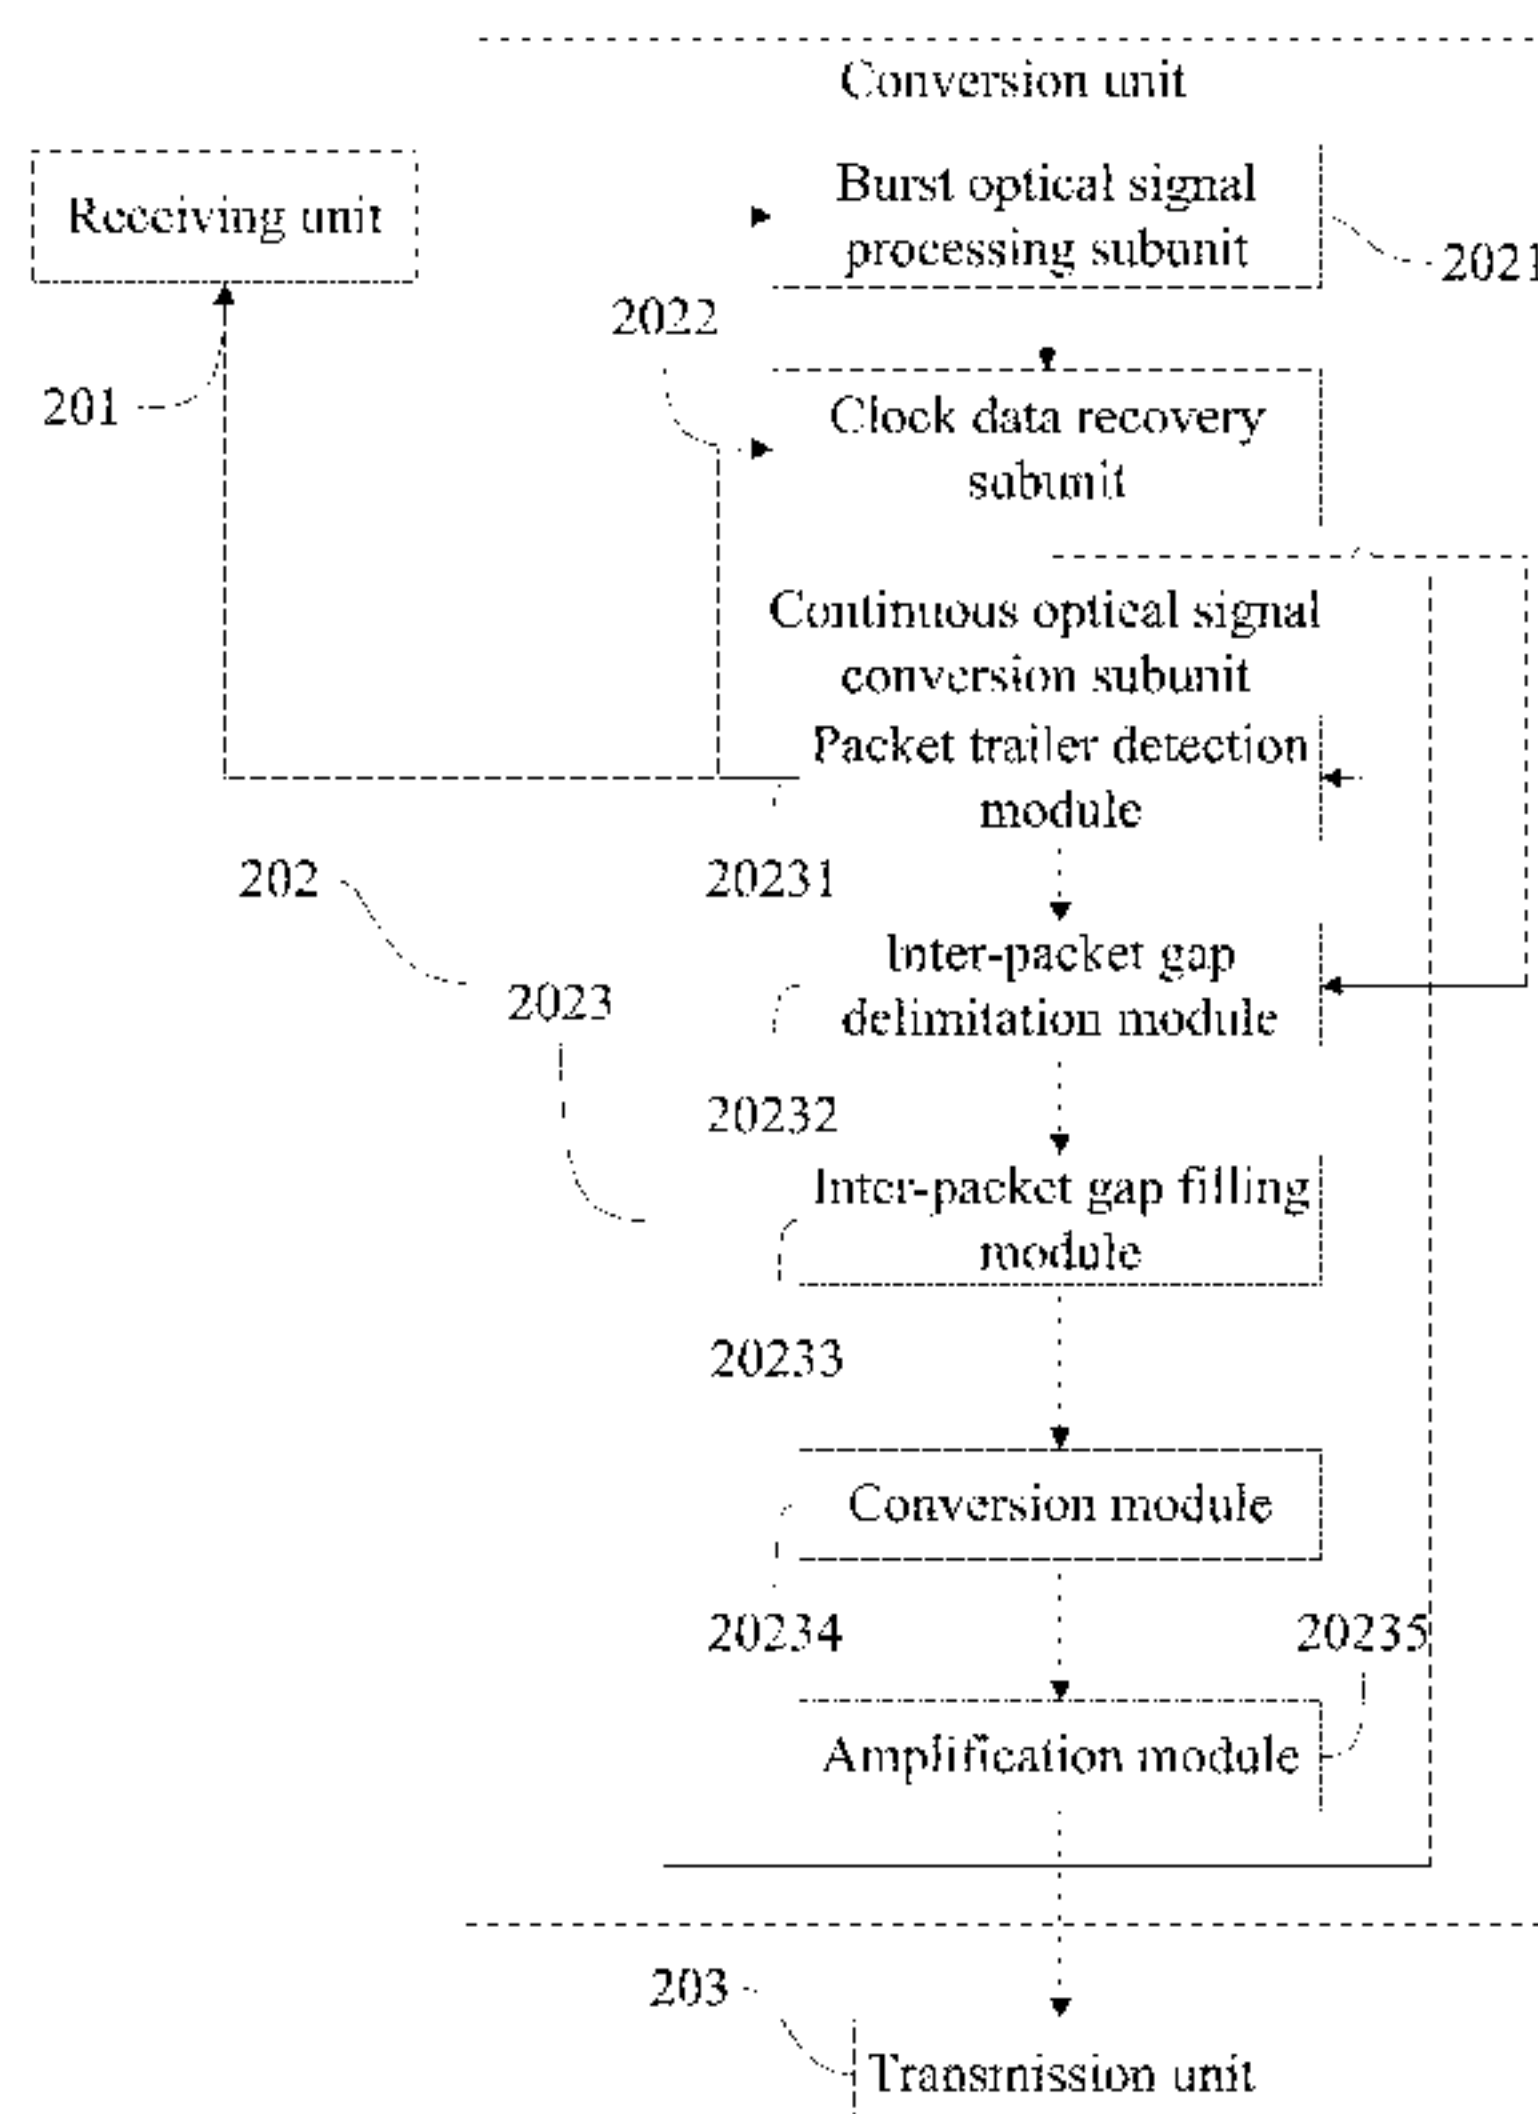 Conversion unit
Receiving unit
Burst optical signal
processing subunit
2021
2022
201
Clock data recovery
subunit
Continuous optical signal
conversion subunit
Packet trailer detection
module
202
20231
Inter-packet gap
delimitation module
2023
20232
Inter-packet gap filling
module
20233
Conversion module
20234
20235
Amplification module
203
Transmission unit